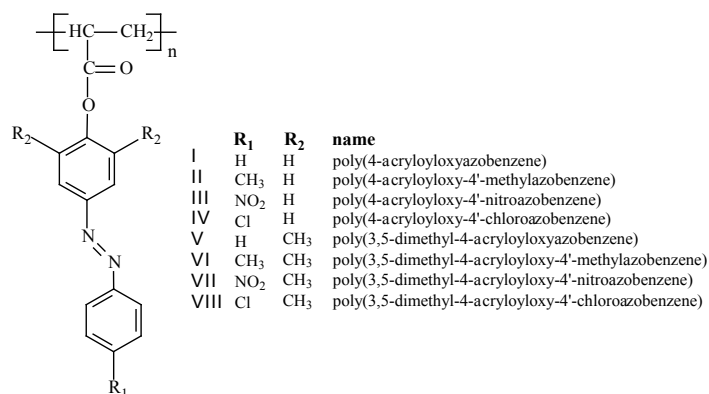 HC CH₂
n
C O
O
R₂ R₂
N
N
R₁
R₁ R₂ name
I H H poly(4-acryloyloxyazobenzene)
II CH₃ H poly(4-acryloyloxy-4'-methylazobenzene)
III NO₂ H poly(4-acryloyloxy-4'-nitroazobenzene)
IV Cl H poly(4-acryloyloxy-4'-chloroazobenzene)
V H CH₃ poly(3,5-dimethyl-4-acryloyloxyazobenzene)
VI CH₃ CH₃ poly(3,5-dimethyl-4-acryloyloxy-4'-methylazobenzene)
VII NO₂ CH₃ poly(3,5-dimethyl-4-acryloyloxy-4'-nitroazobenzene)
VIII Cl CH₃ poly(3,5-dimethyl-4-acryloyloxy-4'-chloroazobenzene)